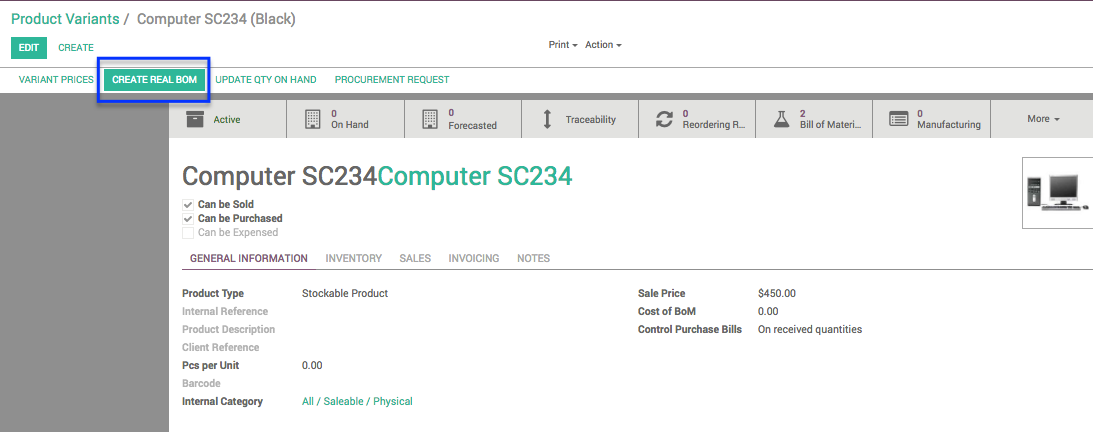 Product Variants / Computer SC234 (Black)
EDIT CREATE Print Action
VARIANT PRICES CREATE REAL BOM UPDATE QTY ON HAND PROCUREMENT REQUEST
Active
0 On Hand
0 Forecasted
Traceability
0 Reordering R...
2 Bill of Materi...
0 Manufacturing
More
Computer SC234Computer SC234
Can be Sold
Can be Purchased
Can be Expensed
GENERAL INFORMATION INVENTORY SALES INVOICING NOTES
Product Type Stockable Product
Internal Reference
Product Description
Client Reference
Pcs per Unit 0.00
Barcode
Internal Category All / Saleable / Physical
Sale Price $450.00
Cost of BoM 0.00
Control Purchase Bills On received quantities